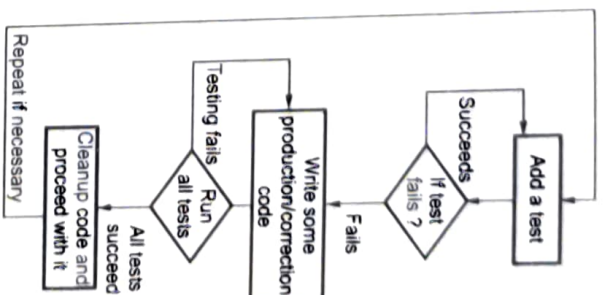 Add a test
Succeeds
If test
fails ?
Fails
Write some
production/correction
code
Testing fails
Run
all tests
All tests
succeed
Cleanup code and
proceed with it
Repeat if necessary